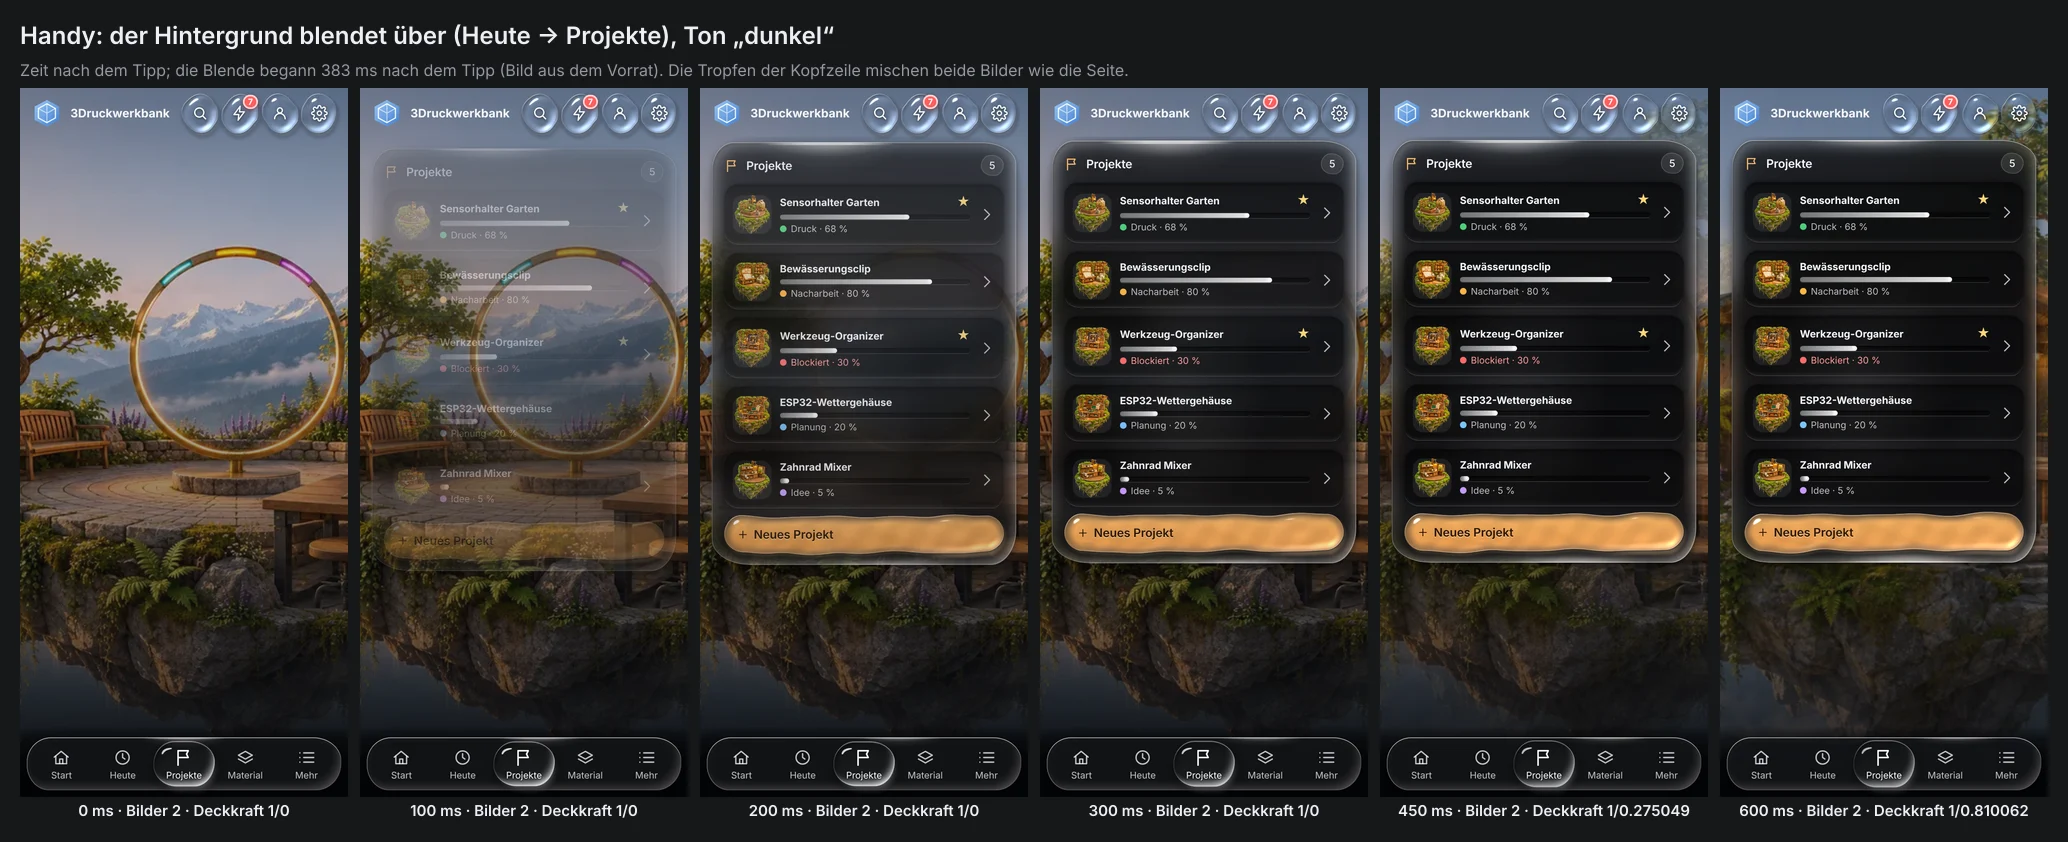 Handy: der Hintergrund blendet über (Heute → Projekte), Ton „dunkel“
Zeit nach dem Tipp; die Blende begann 383 ms nach dem Tipp (Bild aus dem Vorrat). Die Tropfen der Kopfzeile mischen beide Bilder wie die Seite.
3Druckwerkbank
7
Start
Heute
Projekte
Material
Mehr
0 ms · Bilder 2 · Deckkraft 1/0
3Druckwerkbank
7
Projekte
5
Sensorhalter Garten
Druck · 68 %
Bewässerungsclip
Nacharbeit · 80 %
Werkzeug-Organizer
Blockiert · 30 %
ESP32-Wettergehäuse
Planung · 20 %
Zahnrad Mixer
Idee · 5 %
+ Neues Projekt
Start
Heute
Projekte
Material
Mehr
100 ms · Bilder 2 · Deckkraft 1/0
3Druckwerkbank
7
Projekte
5
Sensorhalter Garten
Druck · 68 %
Bewässerungsclip
Nacharbeit · 80 %
Werkzeug-Organizer
Blockiert · 30 %
ESP32-Wettergehäuse
Planung · 20 %
Zahnrad Mixer
Idee · 5 %
+ Neues Projekt
Start
Heute
Projekte
Material
Mehr
200 ms · Bilder 2 · Deckkraft 1/0
3Druckwerkbank
7
Projekte
5
Sensorhalter Garten
Druck · 68 %
Bewässerungsclip
Nacharbeit · 80 %
Werkzeug-Organizer
Blockiert · 30 %
ESP32-Wettergehäuse
Planung · 20 %
Zahnrad Mixer
Idee · 5 %
+ Neues Projekt
Start
Heute
Projekte
Material
Mehr
300 ms · Bilder 2 · Deckkraft 1/0
3Druckwerkbank
7
Projekte
5
Sensorhalter Garten
Druck · 68 %
Bewässerungsclip
Nacharbeit · 80 %
Werkzeug-Organizer
Blockiert · 30 %
ESP32-Wettergehäuse
Planung · 20 %
Zahnrad Mixer
Idee · 5 %
+ Neues Projekt
Start
Heute
Projekte
Material
Mehr
450 ms · Bilder 2 · Deckkraft 1/0.275049
3Druckwerkbank
7
Projekte
5
Sensorhalter Garten
Druck · 68 %
Bewässerungsclip
Nacharbeit · 80 %
Werkzeug-Organizer
Blockiert · 30 %
ESP32-Wettergehäuse
Planung · 20 %
Zahnrad Mixer
Idee · 5 %
+ Neues Projekt
Start
Heute
Projekte
Material
Mehr
600 ms · Bilder 2 · Deckkraft 1/0.810062